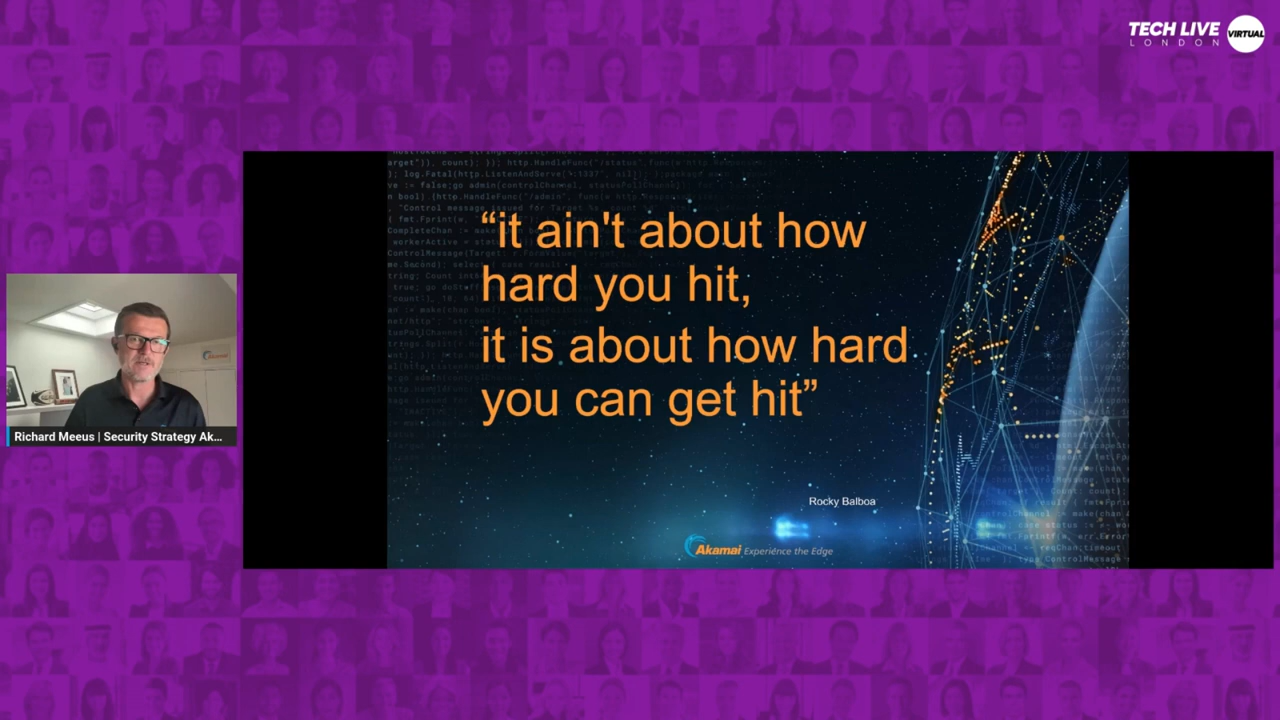 TECH LIVE
LONDON
VIRTUAL
“it ain't about how
hard you hit,
it is about how hard
you can get hit”
Rocky Balboa
Akamai Experience the Edge
Akamai
Richard Meeus | Security Strategy Ak...